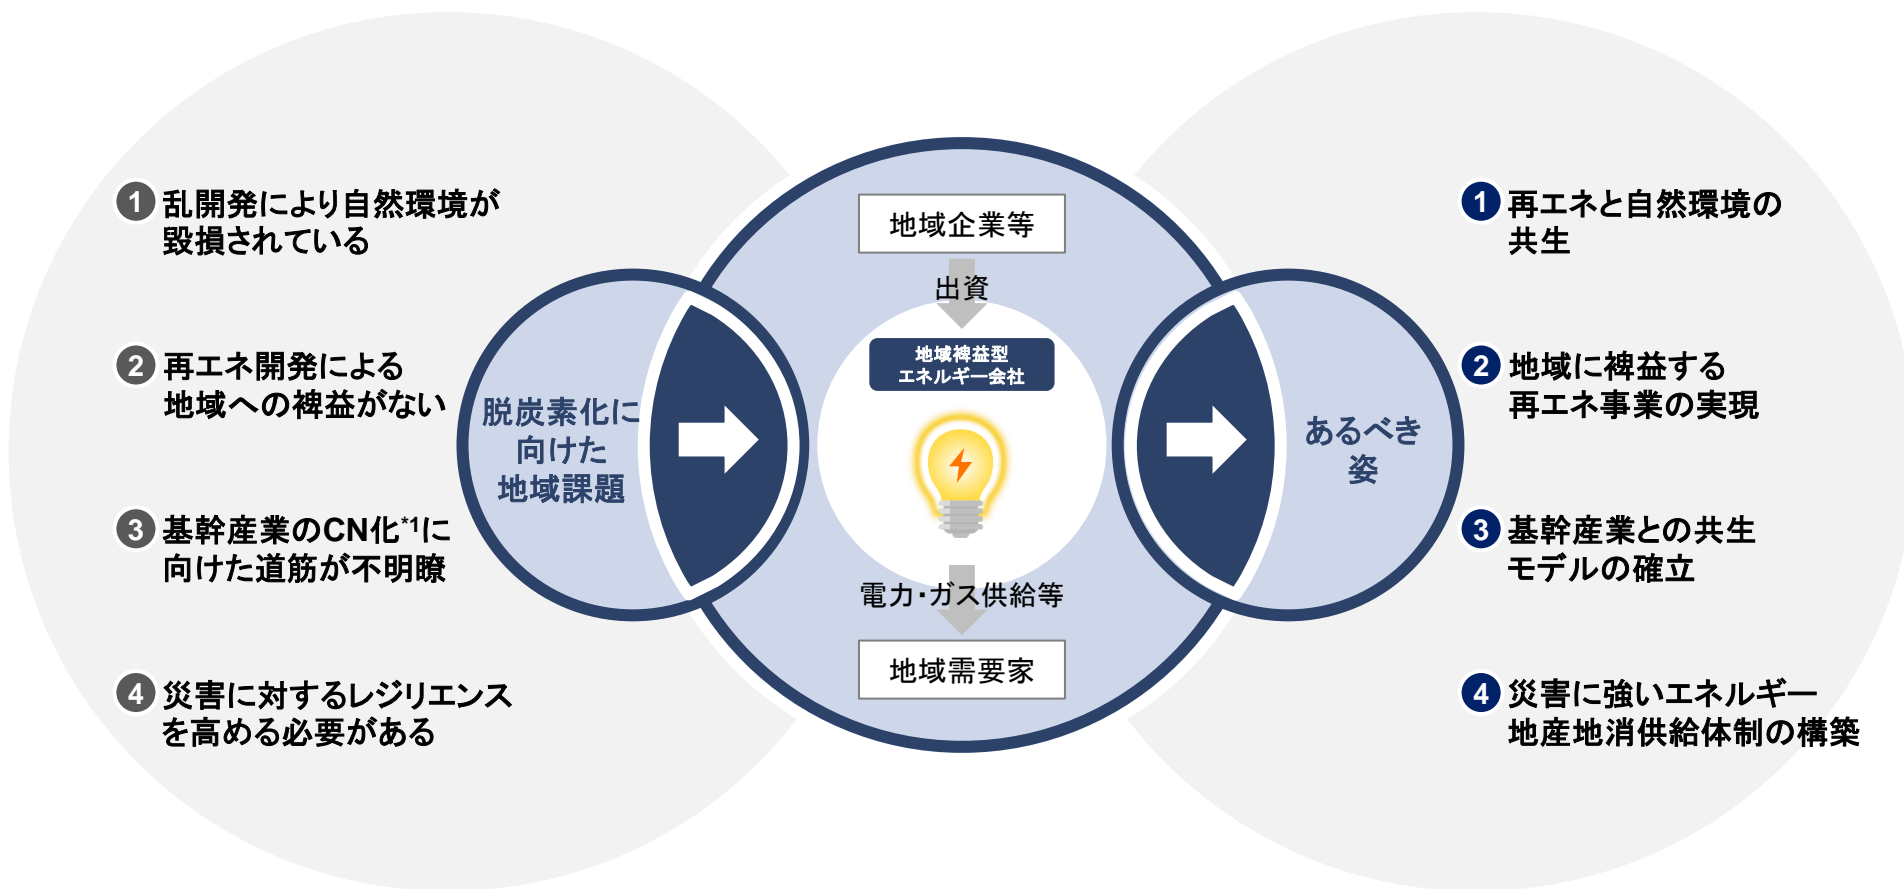 1
乱開発により自然環境が
毀損されている
2
再エネ開発による
地域への裨益がない
3
基幹産業のCN化*1に
向けた道筋が不明瞭
4
災害に対するレジリエンス
を高める必要がある
脱炭素化に
向けた
地域課題
地域企業等
出資
地域裨益型
エネルギー会社
電力・ガス供給等
地域需要家
あるべき
姿
1
再エネと自然環境の
共生
2
地域に裨益する
再エネ事業の実現
3
基幹産業との共生
モデルの確立
4
災害に強いエネルギー
地産地消供給体制の構築